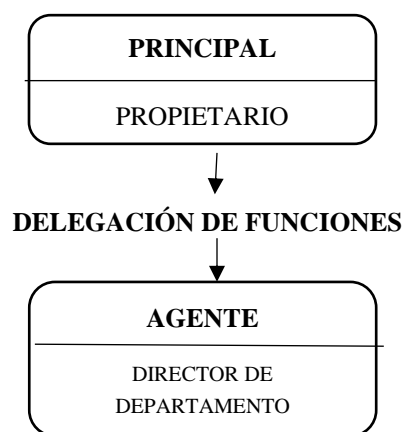 PRINCIPAL
PROPIETARIO
DELEGACIÓN DE FUNCIONES
AGENTE
DIRECTOR DE
DEPARTAMENTO